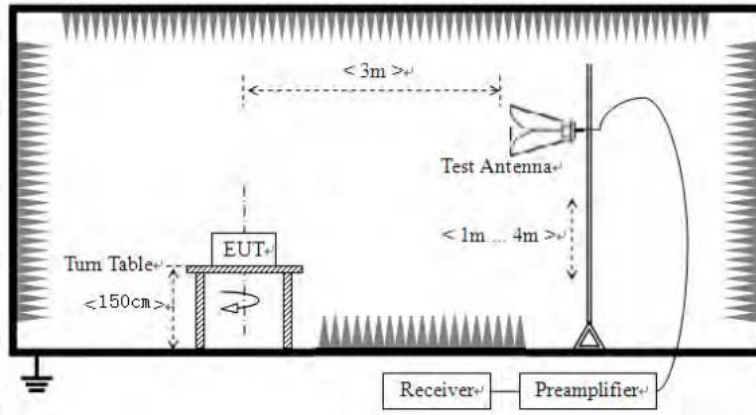 < 3m >
Test Antenna
< 1m ... 4m >
EUT
Turn Table
<150cm>
Receiver
Preamplifier